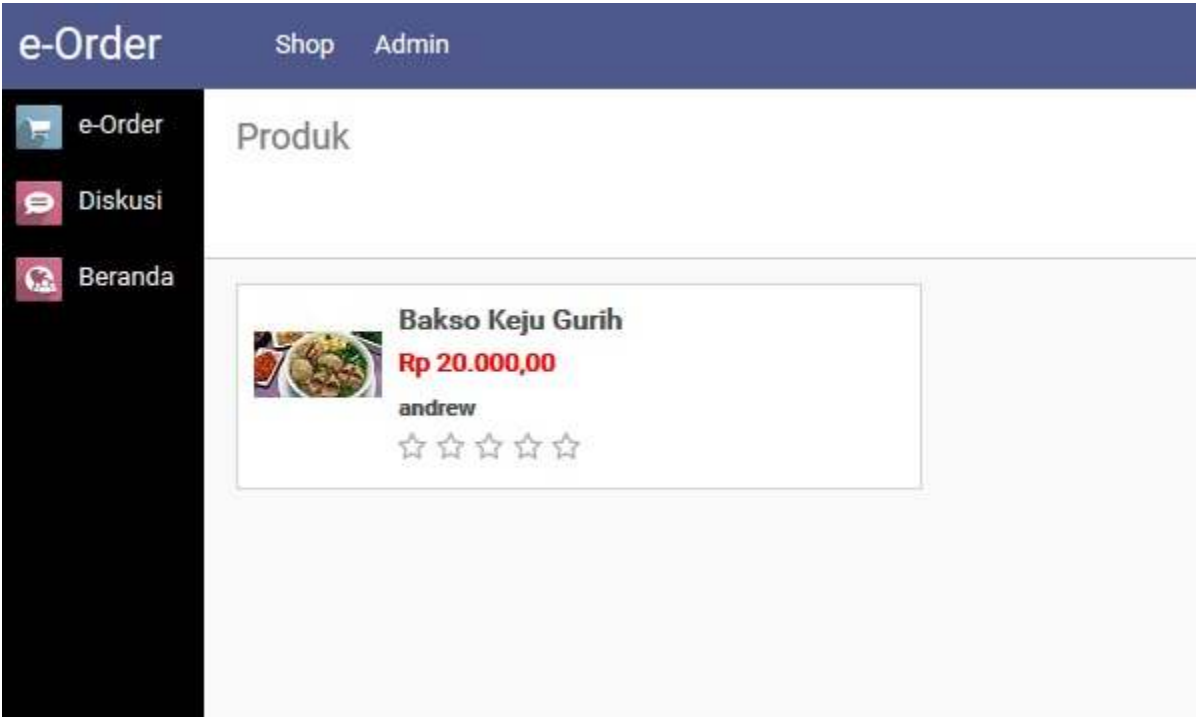 e-Order
Shop
Admin
e-Order
Diskusi
Beranda
Produk
Bakso Keju Gurih
Rp 20.000,00
andrew